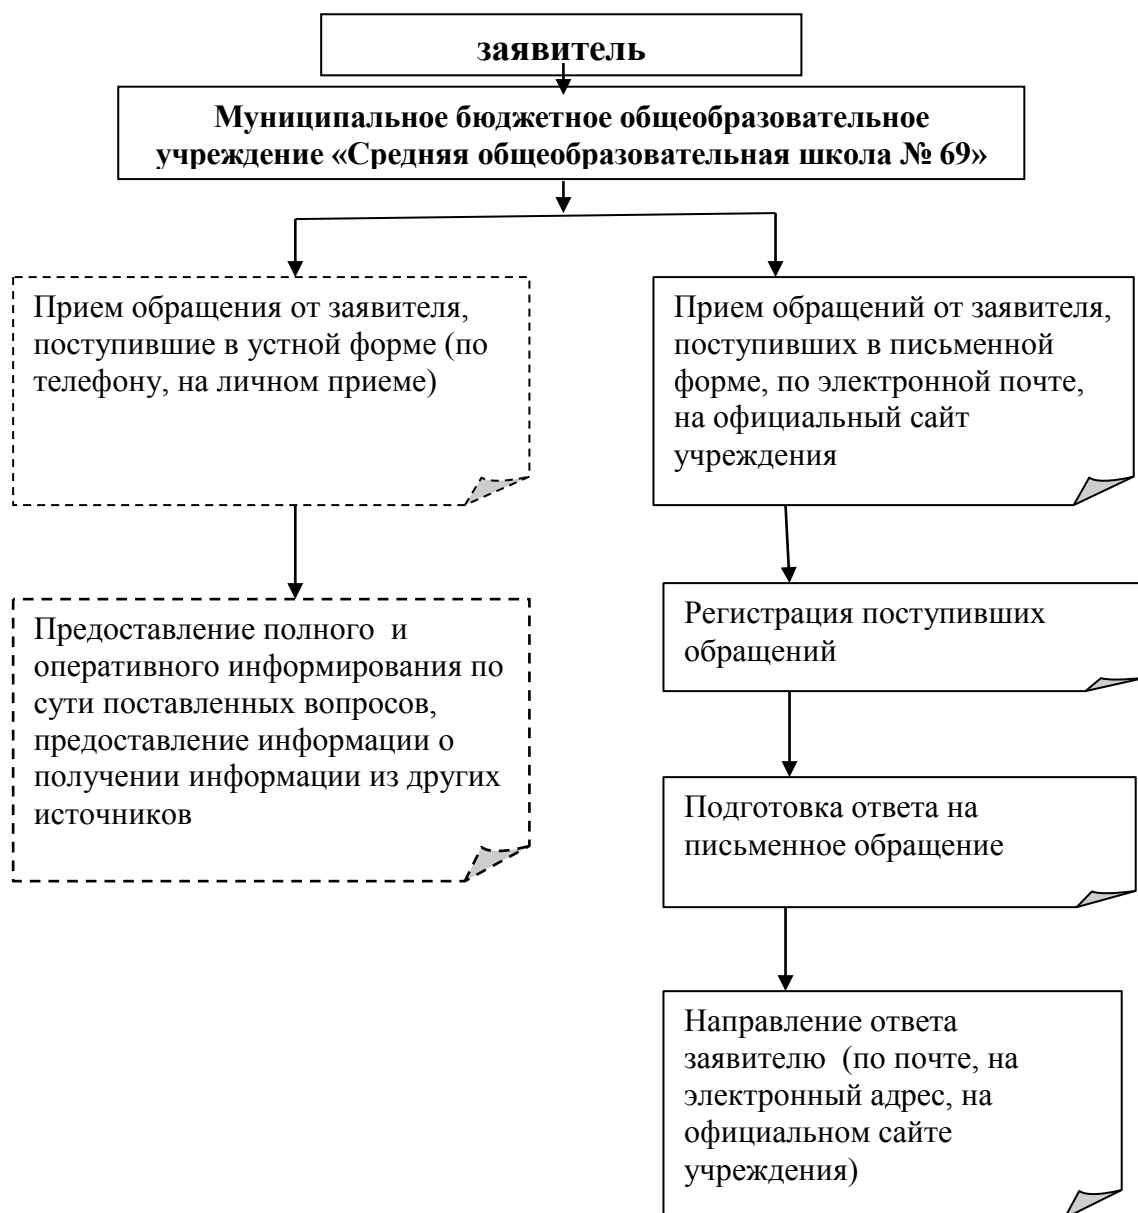 заявитель
Муниципальное бюджетное общеобразовательное
учреждение «Средняя общеобразовательная школа № 69»
Прием обращения от заявителя,
поступившие в устной форме (по
телефону, на личном приеме)
Прием обращений от заявителя,
поступивших в письменной
форме, по электронной почте,
на официальный сайт
учреждения
Предоставление полного и
оперативного информирования по
сути поставленных вопросов,
предоставление информации о
получении информации из других
источников
Регистрация поступивших
обращений
Подготовка ответа на
письменное обращение
Направление ответа
заявителю (по почте, на
электронный адрес, на
официальном сайте
учреждения)